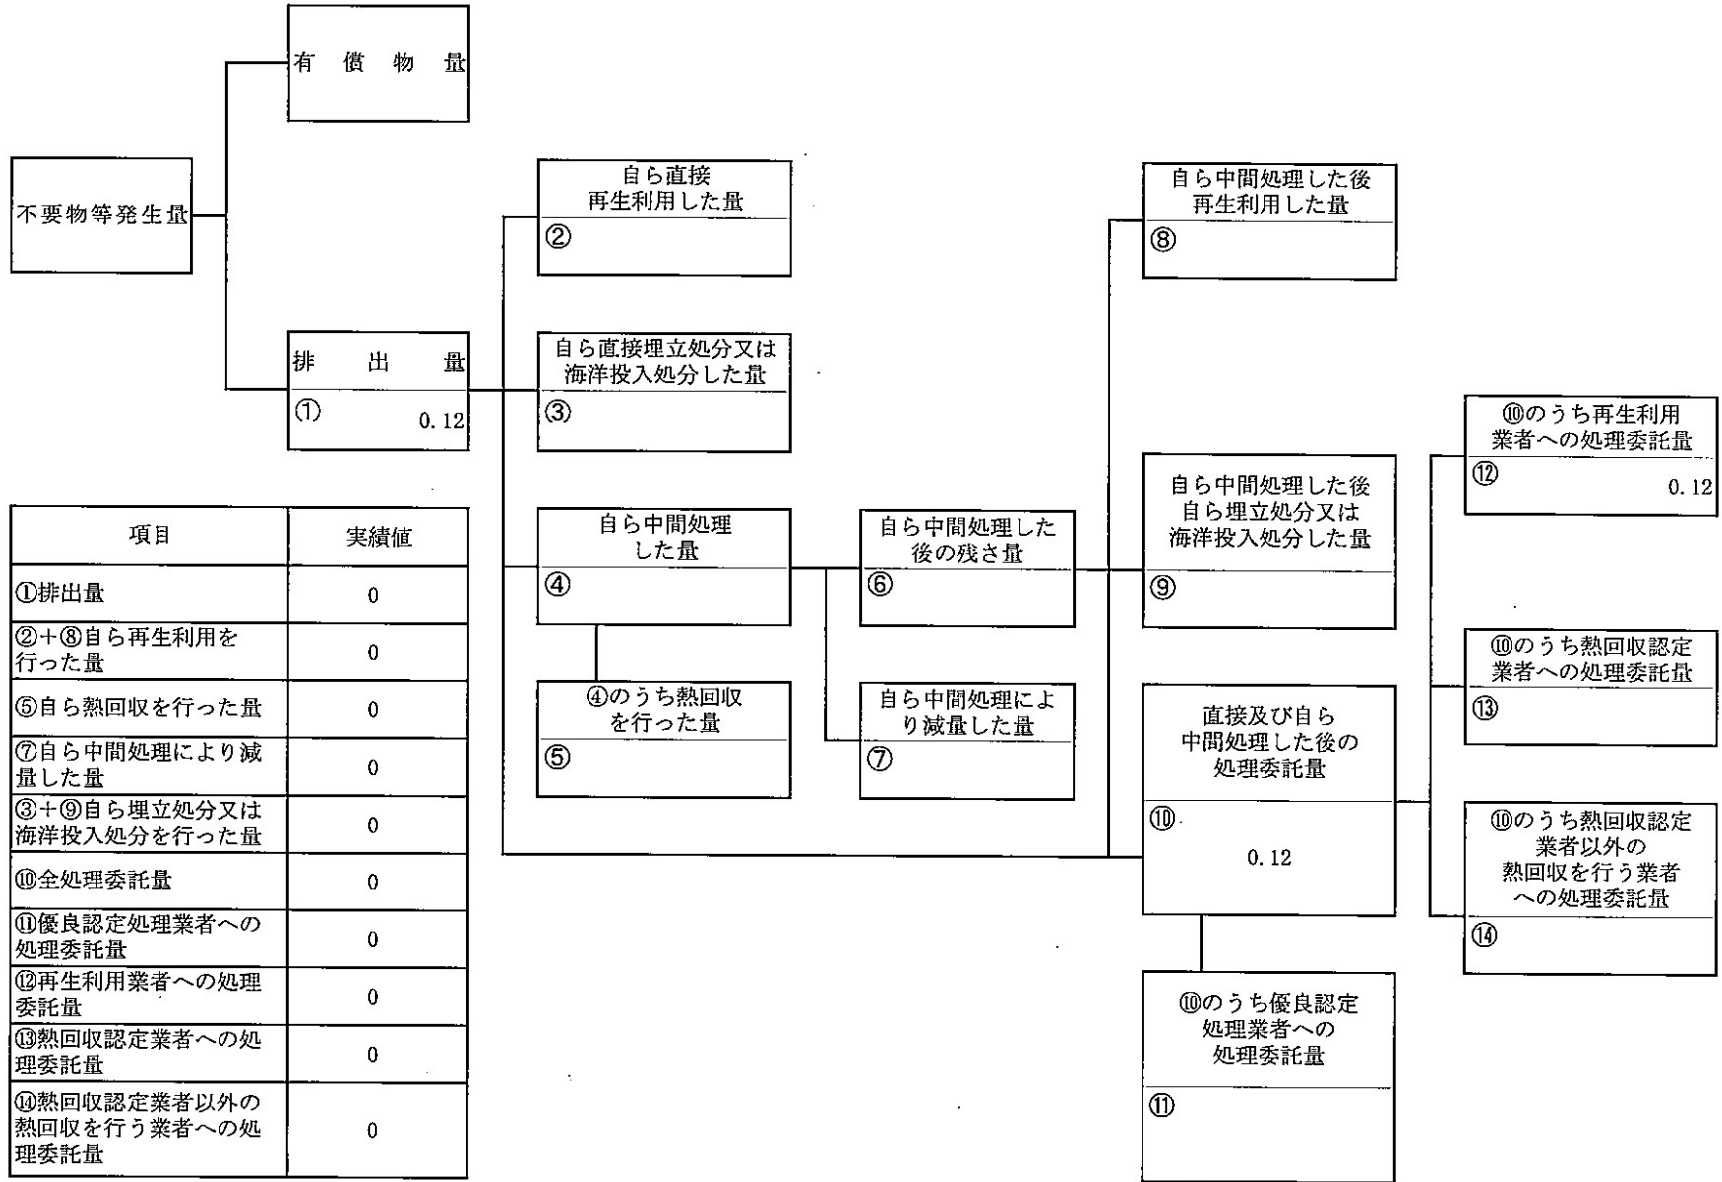 有償物量
不要物等発生量
排出量
①
0.12
自ら直接
再生利用した量
②
自ら直接埋立処分又は
海洋投入処分した量
③
自ら中間処理
した量
④
④のうち熱回収
を行った量
⑤
自ら中間処理した
後の残さ量
⑥
自ら中間処理によ
り減量した量
⑦
自ら中間処理した後
再生利用した量
⑧
自ら中間処理した後
自ら埋立処分又は
海洋投入処分した量
⑨
直接及び自ら
中間処理した後の
処理委託量
⑩
0.12
⑩のうち優良認定
処理業者への
処理委託量
⑪
⑩のうち再生利用
業者への処理委託量
⑫
0.12
⑩のうち熱回収認定
業者への処理委託量
⑬
⑩のうち熱回収認定
業者以外の
熱回収を行う業者
への処理委託量
⑭
項目 実績値
①排出量 0
②+⑧自ら再生利用を
行った量 0
⑤自ら熱回収を行った量 0
⑦自ら中間処理により減
量した量 0
③+⑨自ら埋立処分又は
海洋投入処分を行った量 0
⑩全処理委託量 0
⑪優良認定処理業者への
処理委託量 0
⑫再生利用業者への処理
委託量 0
⑬熱回収認定業者への処
理委託量 0
⑭熱回収認定業者以外の
熱回収を行う業者への処
理委託量 0